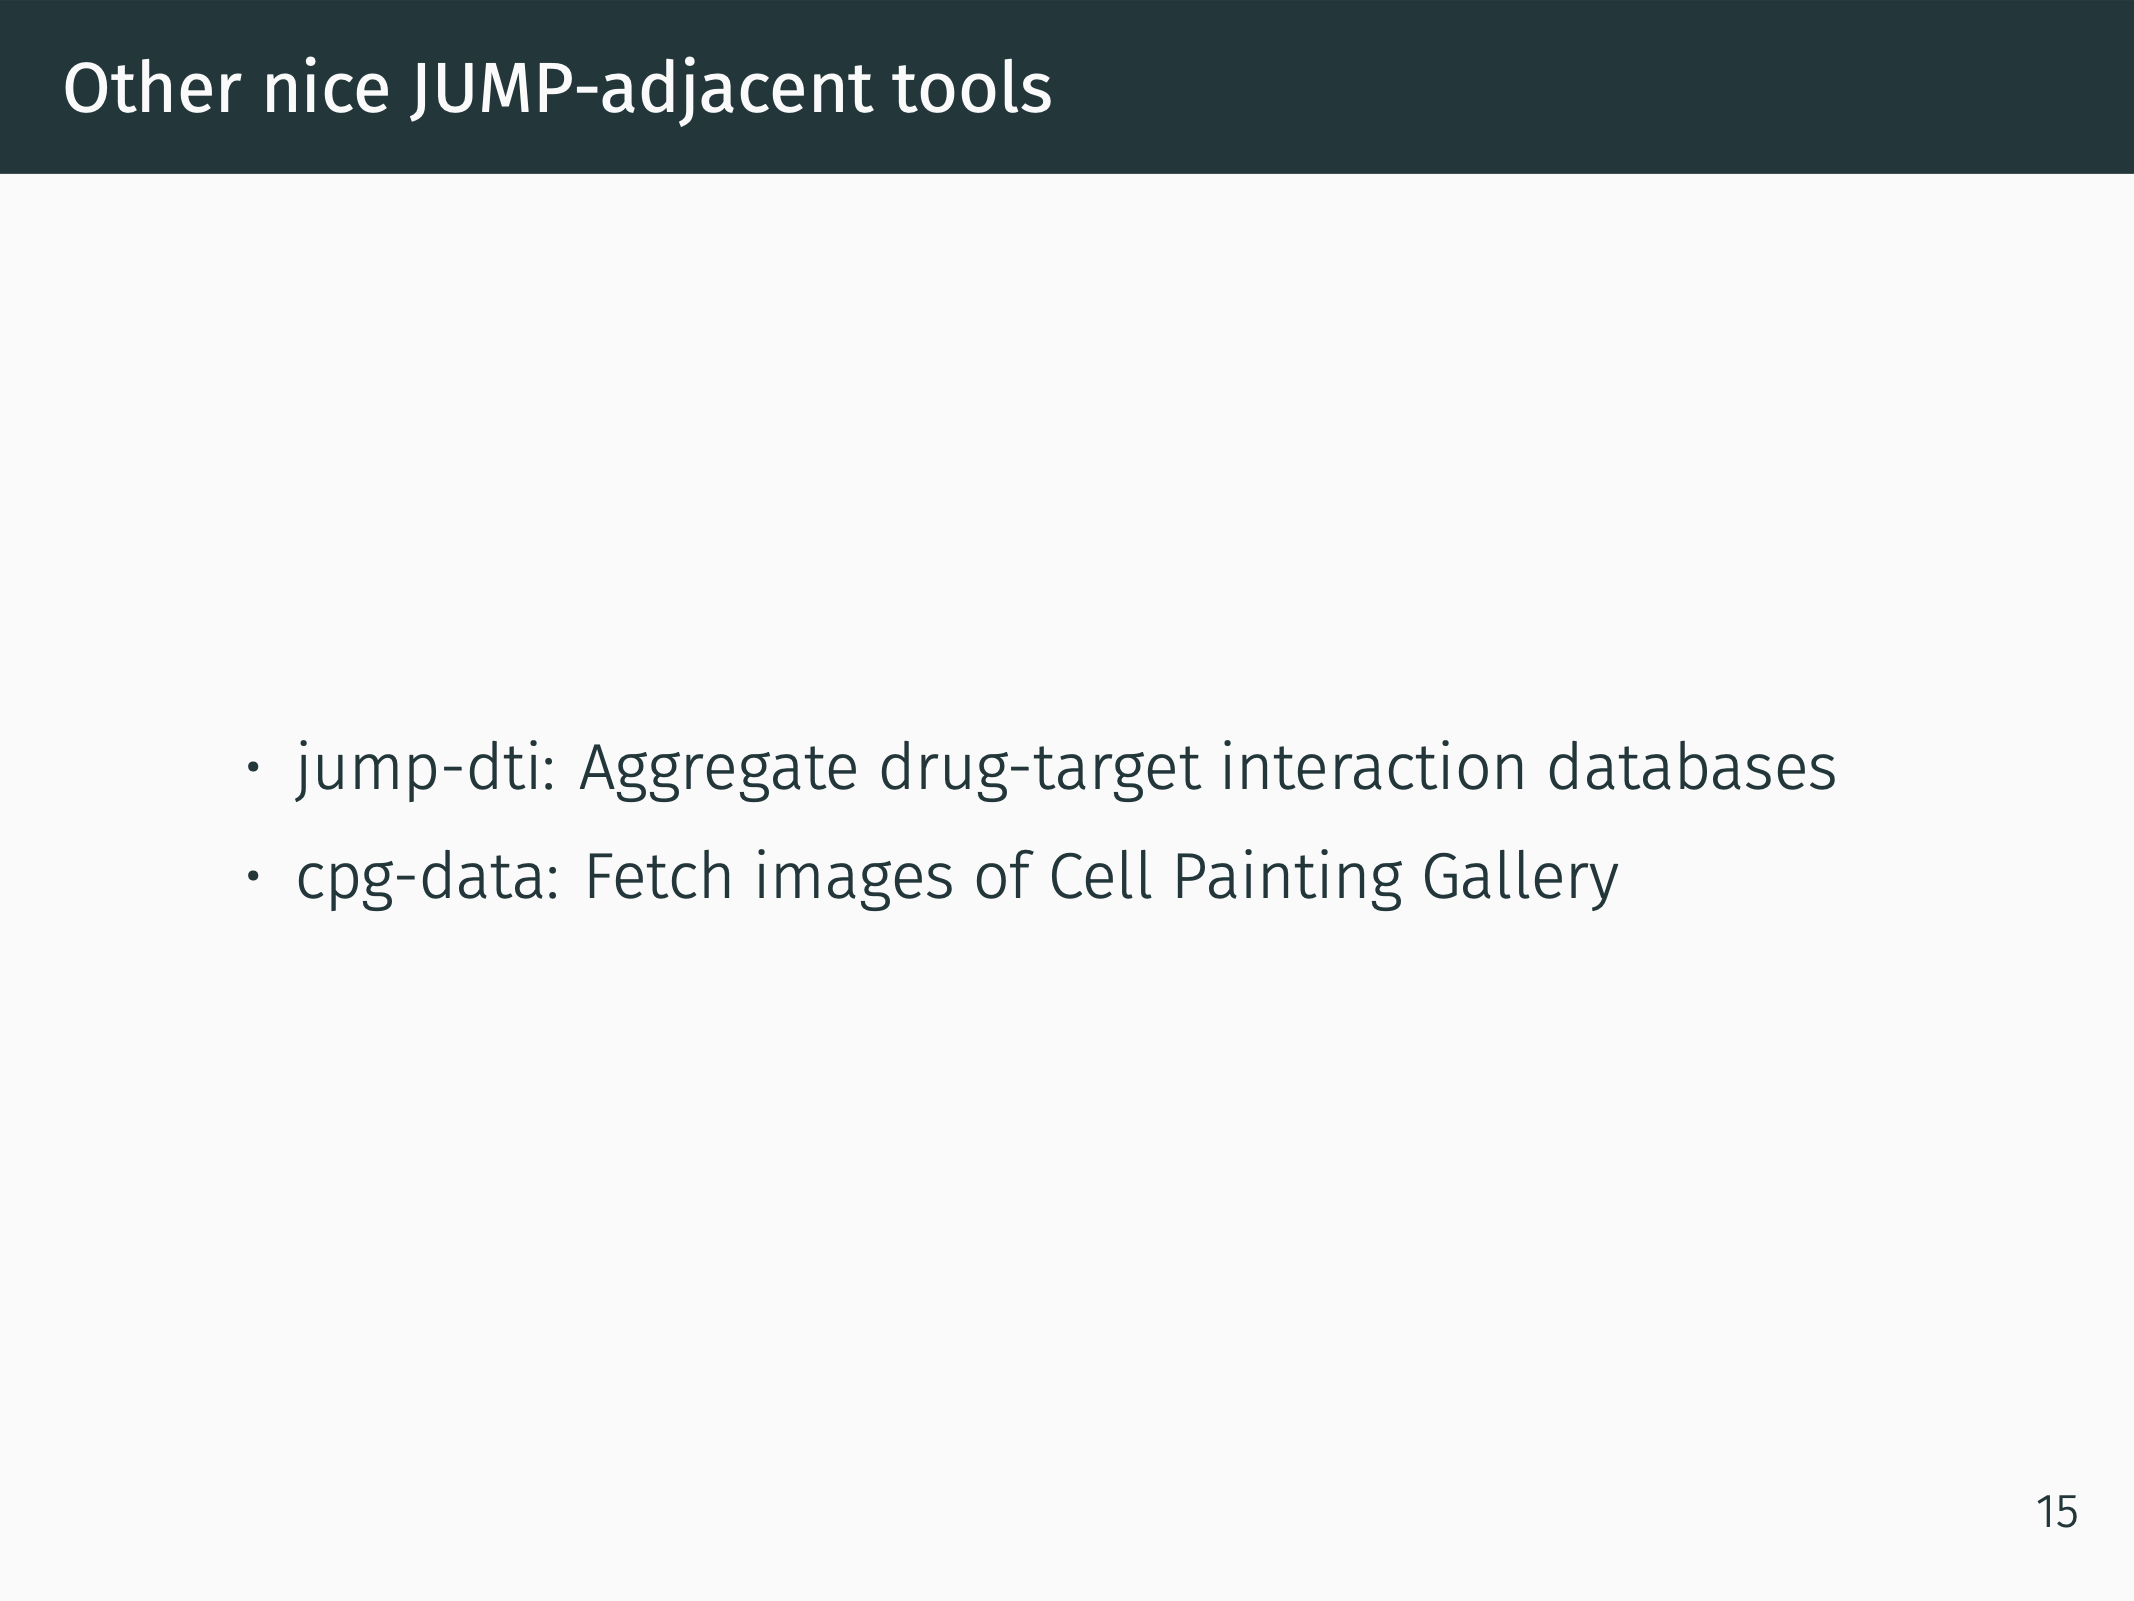 Other nice JUMP-adjacent tools
• jump-dti: Aggregate drug-target interaction databases
• cpg-data: Fetch images of Cell Painting Gallery
15